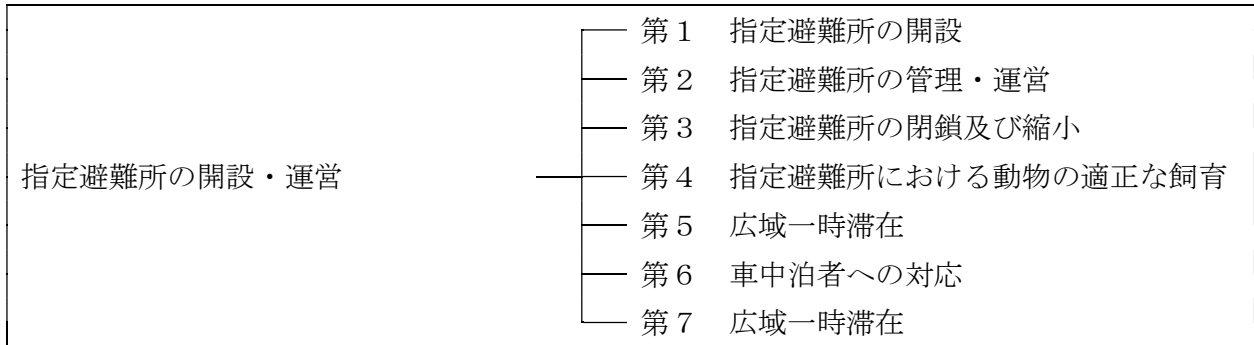 第１　指定避難所の開設
第２　指定避難所の管理・運営
第３　指定避難所の閉鎖及び縮小
指定避難所の開設・運営　第４　指定避難所における動物の適正な飼育
第５　広域一時滞在
第６　車中泊者への対応
第７　広域一時滞在